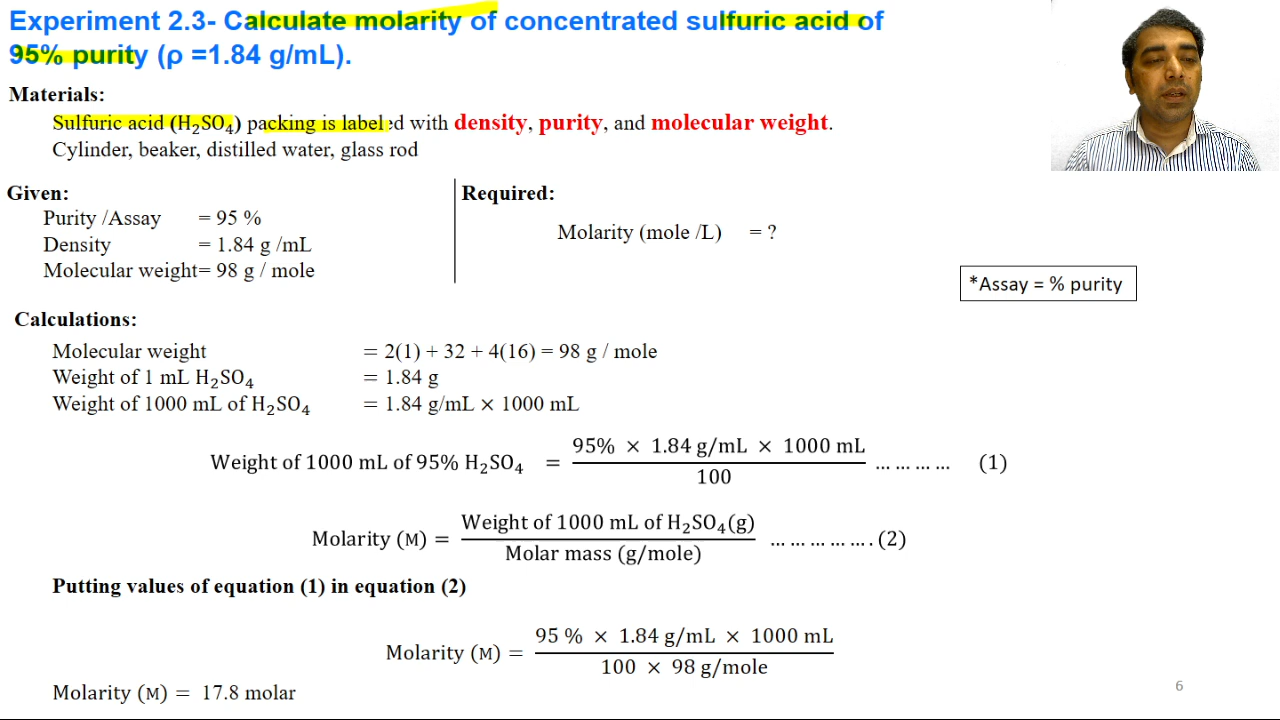 Experiment 2.3- Calculate molarity of concentrated sulfuric acid of
95% purity (ρ =1.84 g/mL).
Materials:
Sulfuric acid (H₂SO₄) packing is labeled with density, purity, and molecular weight.
Cylinder, beaker, distilled water, glass rod
Given:
Purity /Assay = 95 %
Density = 1.84 g /mL
Molecular weight= 98 g / mole
Required:
Molarity (mole /L) = ?
*Assay = % purity
Calculations:
Molecular weight = 2(1) + 32 + 4(16) = 98 g / mole
Weight of 1 mL H₂SO₄ = 1.84 g
Weight of 1000 mL of H₂SO₄ = 1.84 g/mL × 1000 mL
95% × 1.84 g/mL × 1000 mL
Weight of 1000 mL of 95% H₂SO₄ = ... ... ... ... (1)
100
Weight of 1000 mL of H₂SO₄(g)
Molarity (M) = ... ... ... ... ... . (2)
Molar mass (g/mole)
Putting values of equation (1) in equation (2)
95 % × 1.84 g/mL × 1000 mL
Molarity (M) =
100 × 98 g/mole
Molarity (M) = 17.8 molar
6